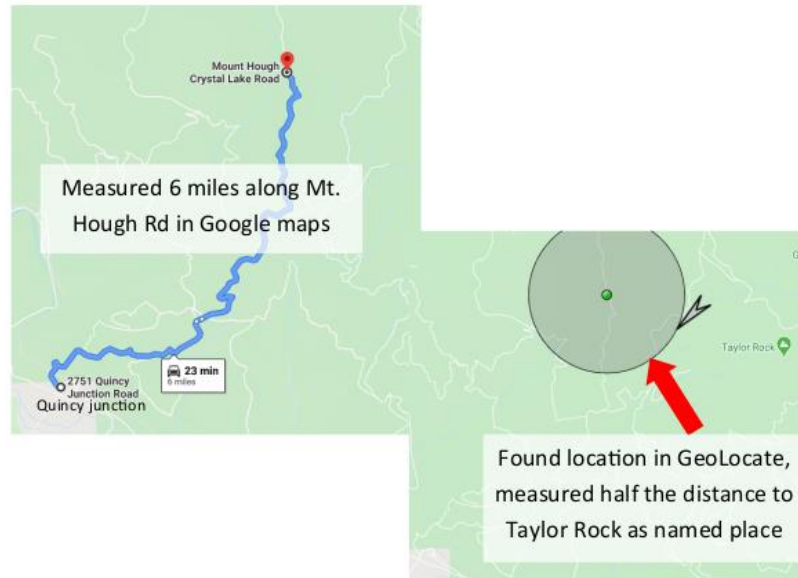 Mount Hough
Crystal Lake Road
Measured 6 miles along Mt.
Hough Rd in Google maps
23 min
6 miles
2751 Quincy
Junction Road
Quincy junction
G
Taylor Rock
Found location in GeoLocate,
measured half the distance to
Taylor Rock as named place